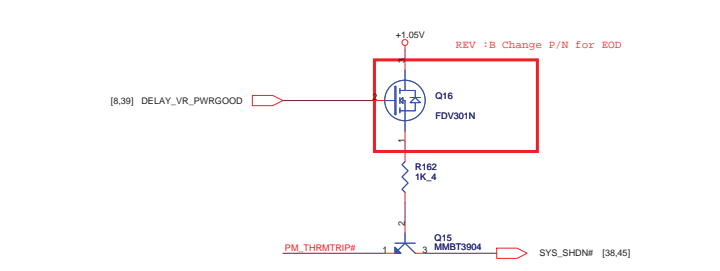 +1.05V
REV :B Change P/N for EOD
3
Q16
[8,39] DELAY_VR_PWRGOOD
2
FDV301N
1
R162
1K_4
2
Q15
MMBT3904
PM_THRMTRIP#
1
3
SYS_SHDN# [38,45]